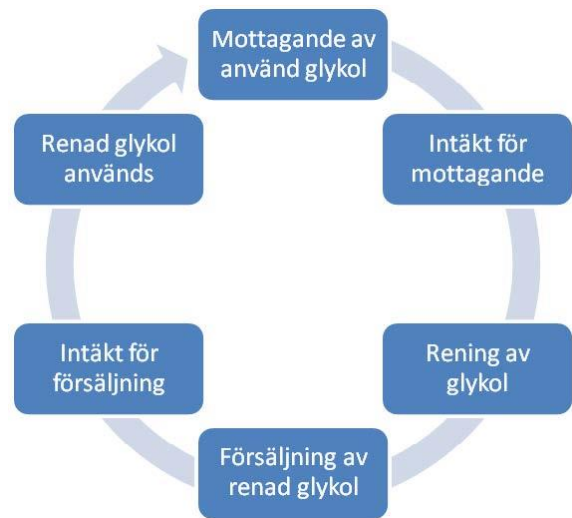 Mottagande av
använd glykol
Intäkt för
mottagande
Rening av
glykol
Försäljning av
renad glykol
Intäkt för
försäljning
Renad glykol
används